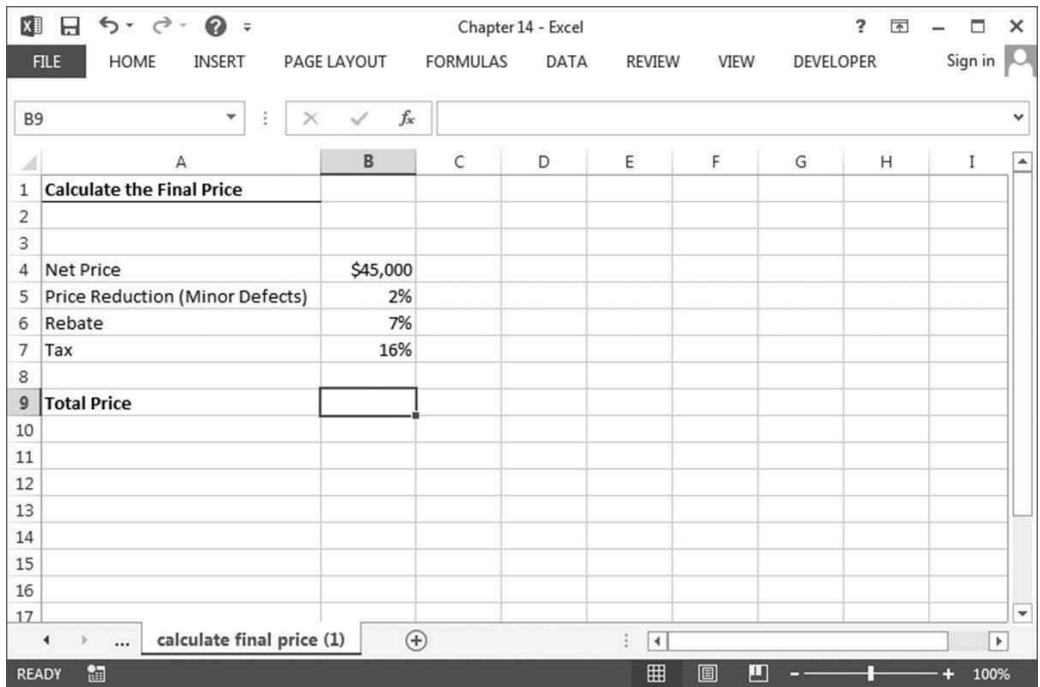 Chapter 14 - Excel
?
FILE HOME INSERT PAGE LAYOUT FORMULAS DATA REVIEW VIEW DEVELOPER Sign in
B9 fx
A B C D E F G H I
1 Calculate the Final Price
2
3
4 Net Price $45,000
5 Price Reduction (Minor Defects) 2%
6 Rebate 7%
7 Tax 16%
8
9 Total Price
10
11
12
13
14
15
16
17
... calculate final price (1)
READY 100%